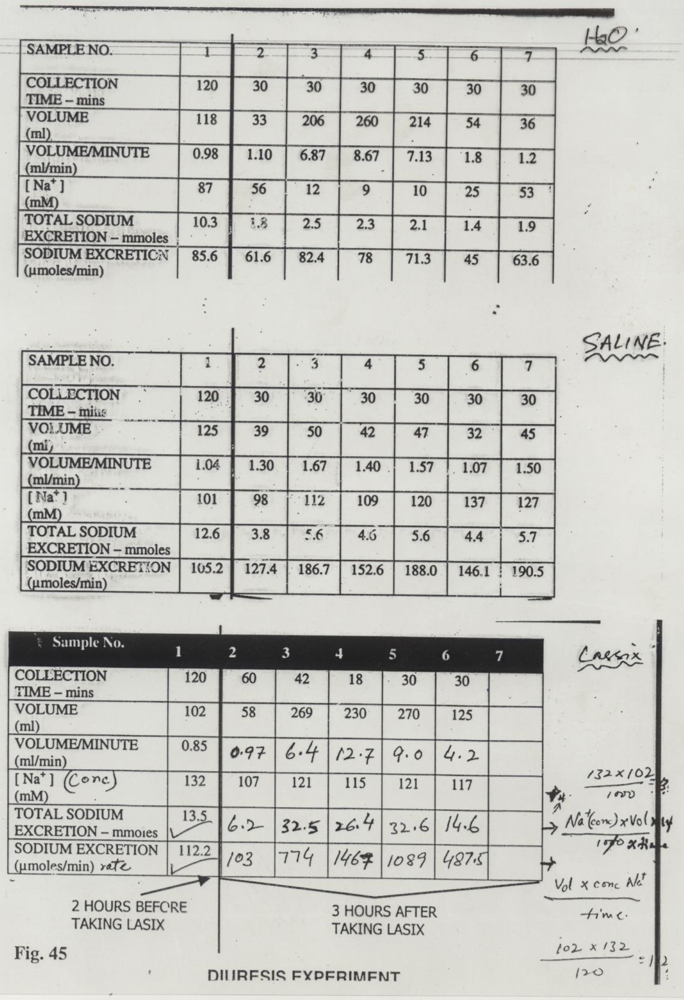 H2O
SAMPLE NO. 1 2 3 4 5 6 7
COLLECTION 120 30 30 30 30 30 30
TIME – mins
VOLUME 118 33 206 260 214 54 36
(ml)
VOLUME/MINUTE 0.98 1.10 6.87 8.67 7.13 1.8 1.2
(ml/min)
[ Na⁺ ] 87 56 12 9 10 25 53
(mM)
TOTAL SODIUM 10.3 1.8 2.5 2.3 2.1 1.4 1.9
EXCRETION – mmoles
SODIUM EXCRETION 85.6 61.6 82.4 78 71.3 45 63.6
(µmoles/min)
SALINE.
SAMPLE NO. 1 2 3 4 5 6 7
COLLECTION 120 30 30 30 30 30 30
TIME – mins
VOLUME 125 39 50 42 47 32 45
(ml)
VOLUME/MINUTE 1.04 1.30 1.67 1.40 1.57 1.07 1.50
(ml/min)
[ Na⁺ ] 101 98 112 109 120 137 127
(mM)
TOTAL SODIUM 12.6 3.8 5.6 4.6 5.6 4.4 5.7
EXCRETION – mmoles
SODIUM EXCRETION 105.2 127.4 186.7 152.6 188.0 146.1 190.5
(µmoles/min)
Lassix
Sample No. 1 2 3 4 5 6 7
COLLECTION 120 60 42 18 30 30
TIME – mins
VOLUME 102 58 269 230 270 125
(ml)
VOLUME/MINUTE 0.85 0.97 6.4 12.7 9.0 4.2
(ml/min)
[ Na⁺ ] (Conc) 132 107 121 115 121 117
(mM)
TOTAL SODIUM 13.5 6.2 32.5 26.4 32.6 14.6
EXCRETION – mmoles
SODIUM EXCRETION 112.2 103 774 1467 1089 487.5
(µmoles/min) rate
132 x 102 =
1000
→ Na⁺(conc) x Vol
1000 x time
→
Vol x conc Na⁺
time.
102 x 132 = 112
120
2 HOURS BEFORE
TAKING LASIX
3 HOURS AFTER
TAKING LASIX
Fig. 45
DIURESIS EXPERIMENT